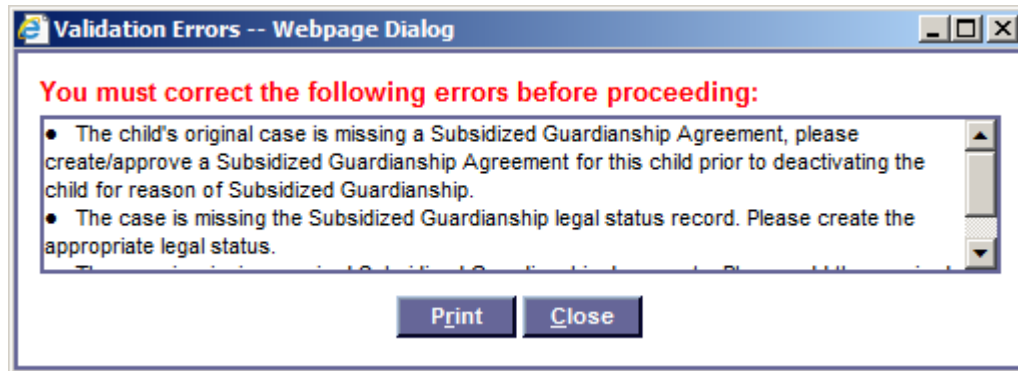 Validation Errors -- Webpage Dialog
You must correct the following errors before proceeding:
● The child's original case is missing a Subsidized Guardianship Agreement, please
create/approve a Subsidized Guardianship Agreement for this child prior to deactivating the
child for reason of Subsidized Guardianship.
● The case is missing the Subsidized Guardianship legal status record. Please create the
appropriate legal status.
Print
Close